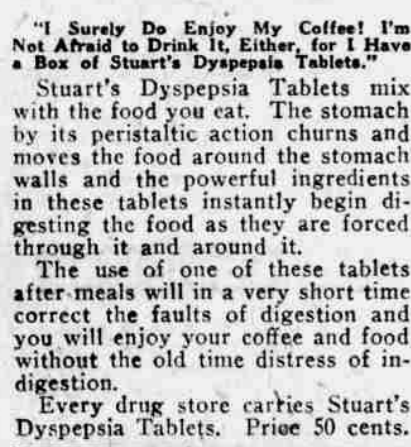 "I Surely Do Enjoy My Coffee! I'm
Not Afraid to Drink It, Either, for I Have
a Box of Stuart's Dyspepsia Tablets."
Stuart's Dyspepsia Tablets mix
with the food you eat. The stomach
by its peristaltic action churns and
moves the food around the stomach
walls and the powerful ingredients
in these tablets instantly begin di-
gesting the food as they are forced
through it and around it.
The use of one of these tablets
after meals will in a very short time
correct the faults of digestion and
you will enjoy your coffee and food
without the old time distress of in-
digestion.
Every drug store carries Stuart's
Dyspepsia Tablets. Price 50 cents.